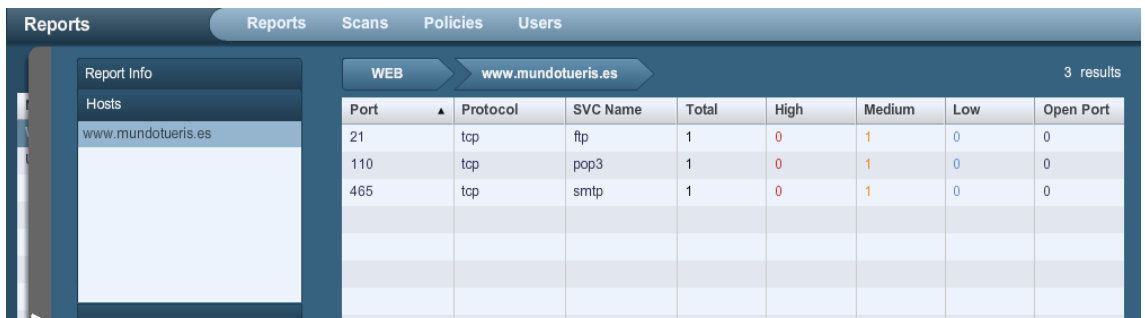 Reports Reports Scans Policies Users
Report Info
Hosts
www.mundotueris.es
WEB www.mundotueris.es 3 results
Port Protocol SVC Name Total High Medium Low Open Port
21 tcp ftp 1 0 1 0 0
110 tcp pop3 1 0 1 0 0
465 tcp smtp 1 0 1 0 0